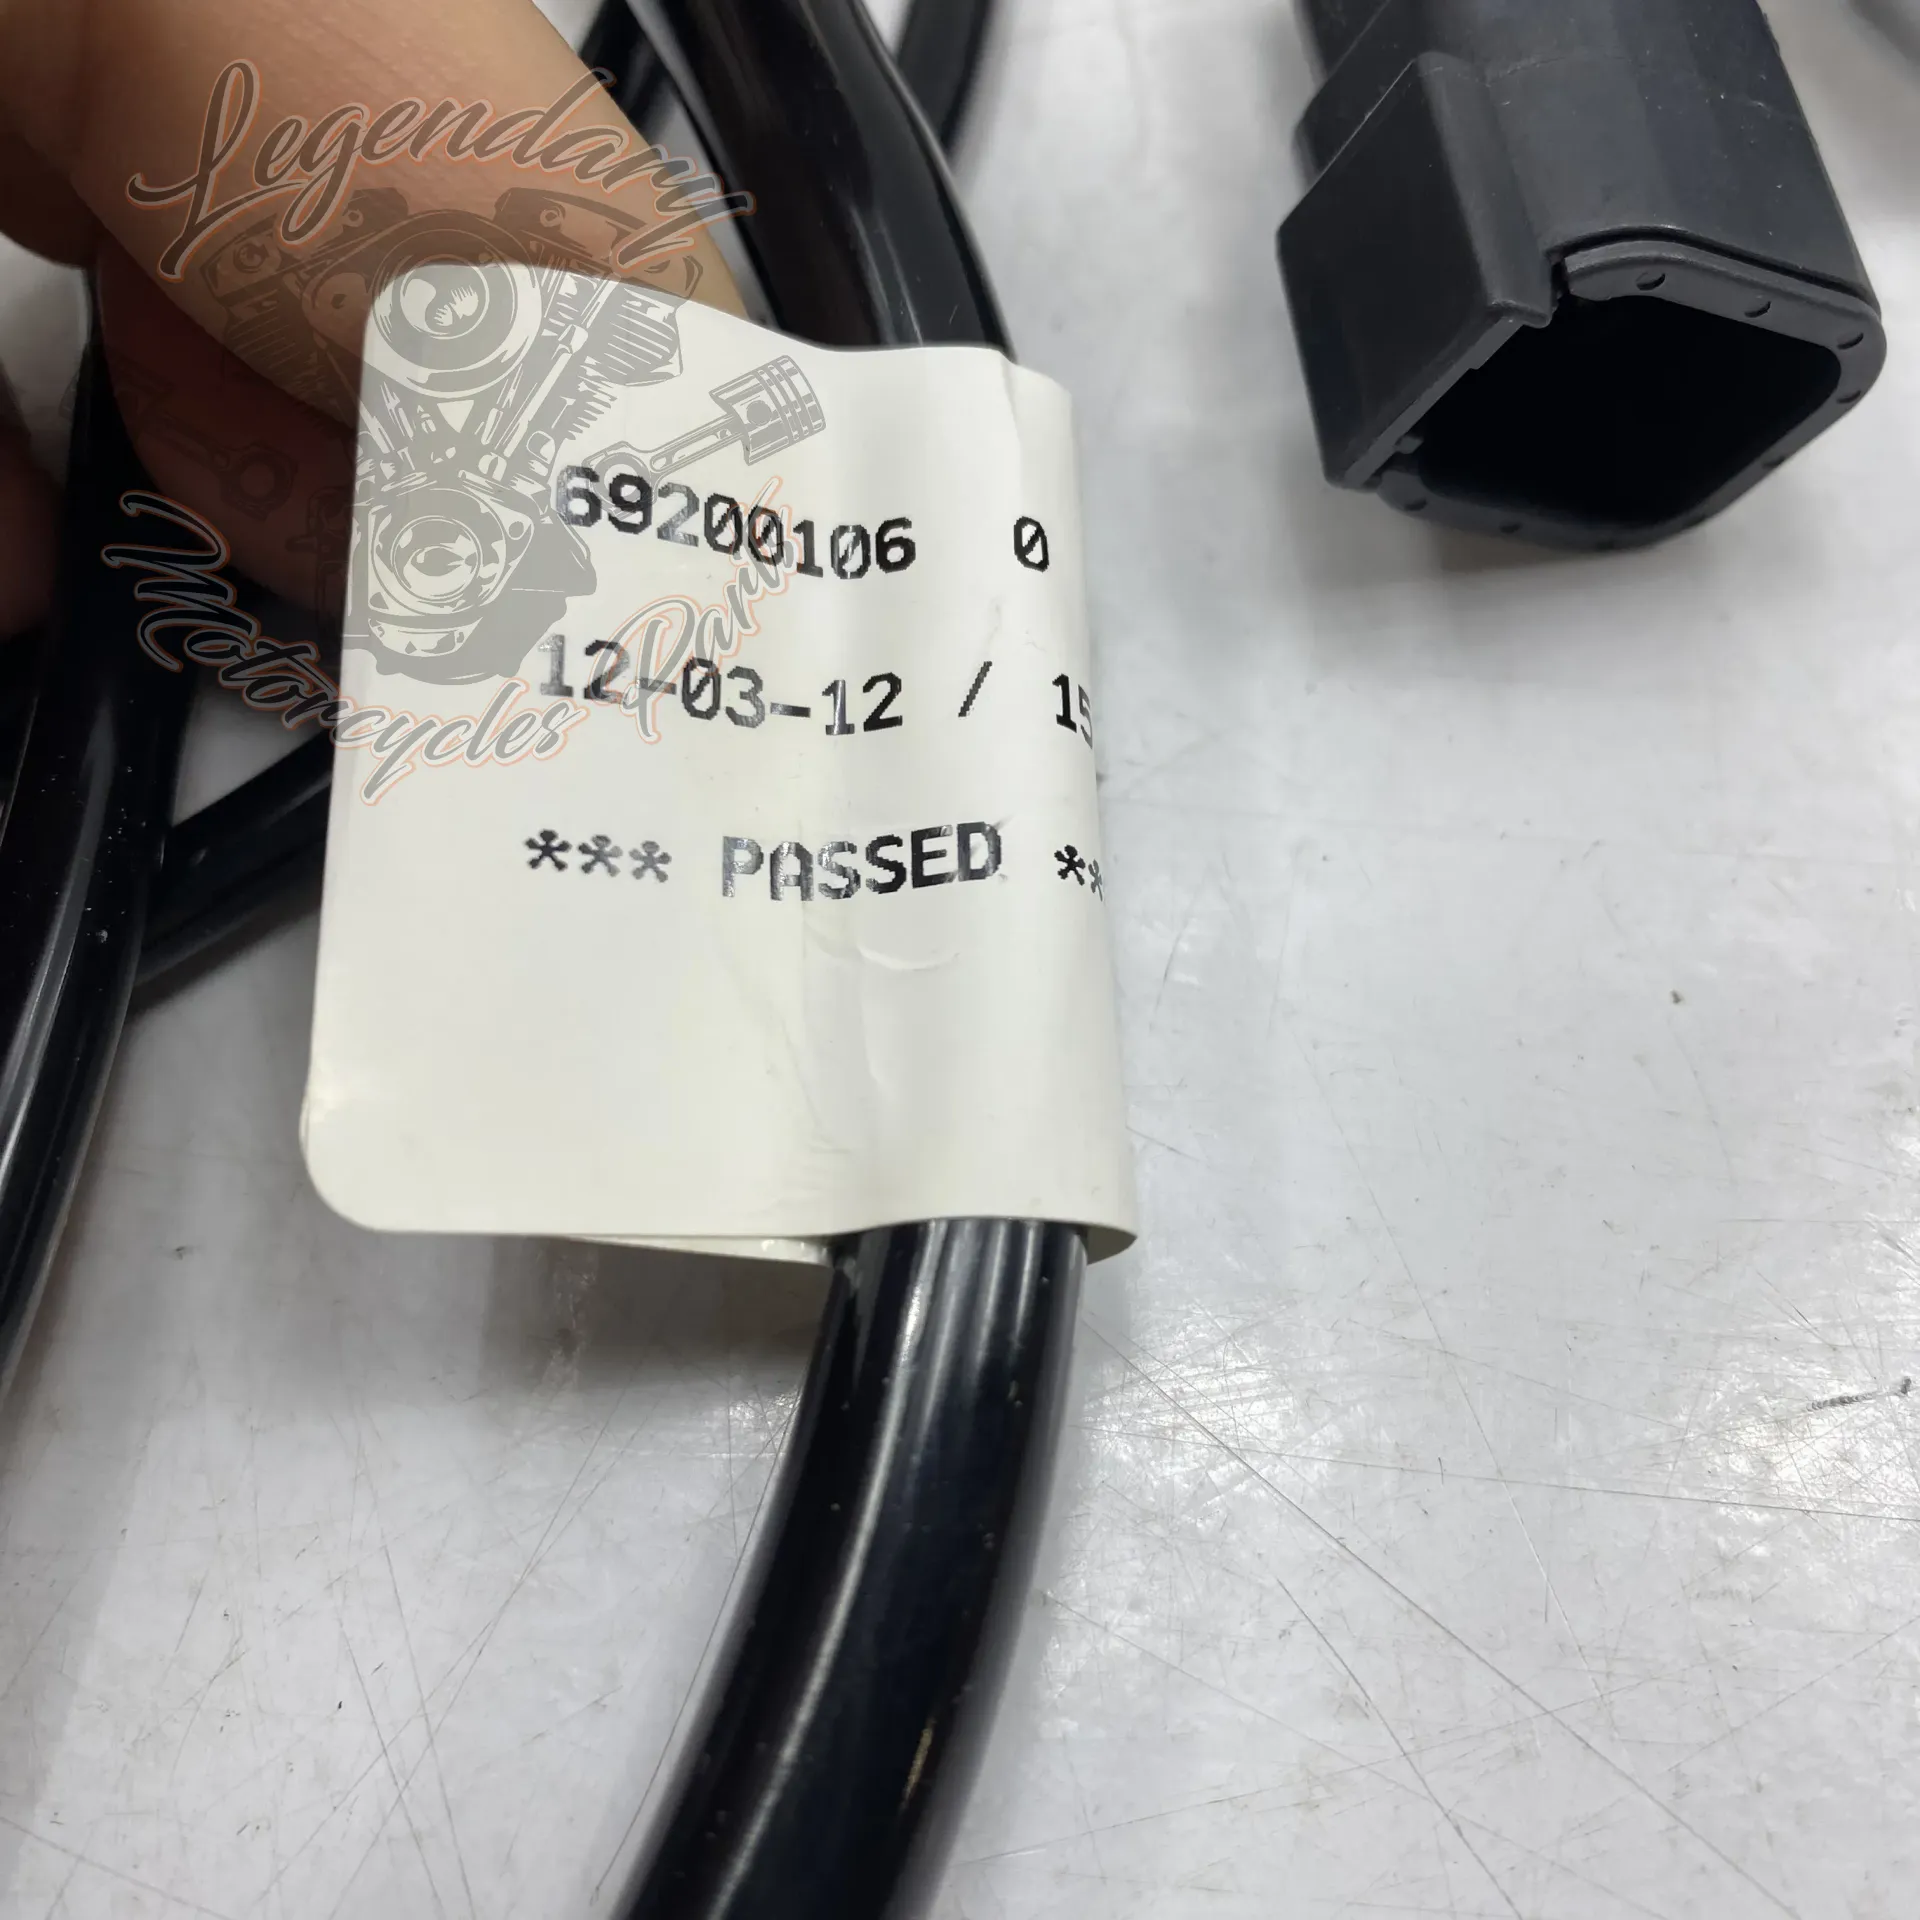 Legendary
Motorcycles Parts
69200106 0
12-03-12 / 15
*** PASSED **